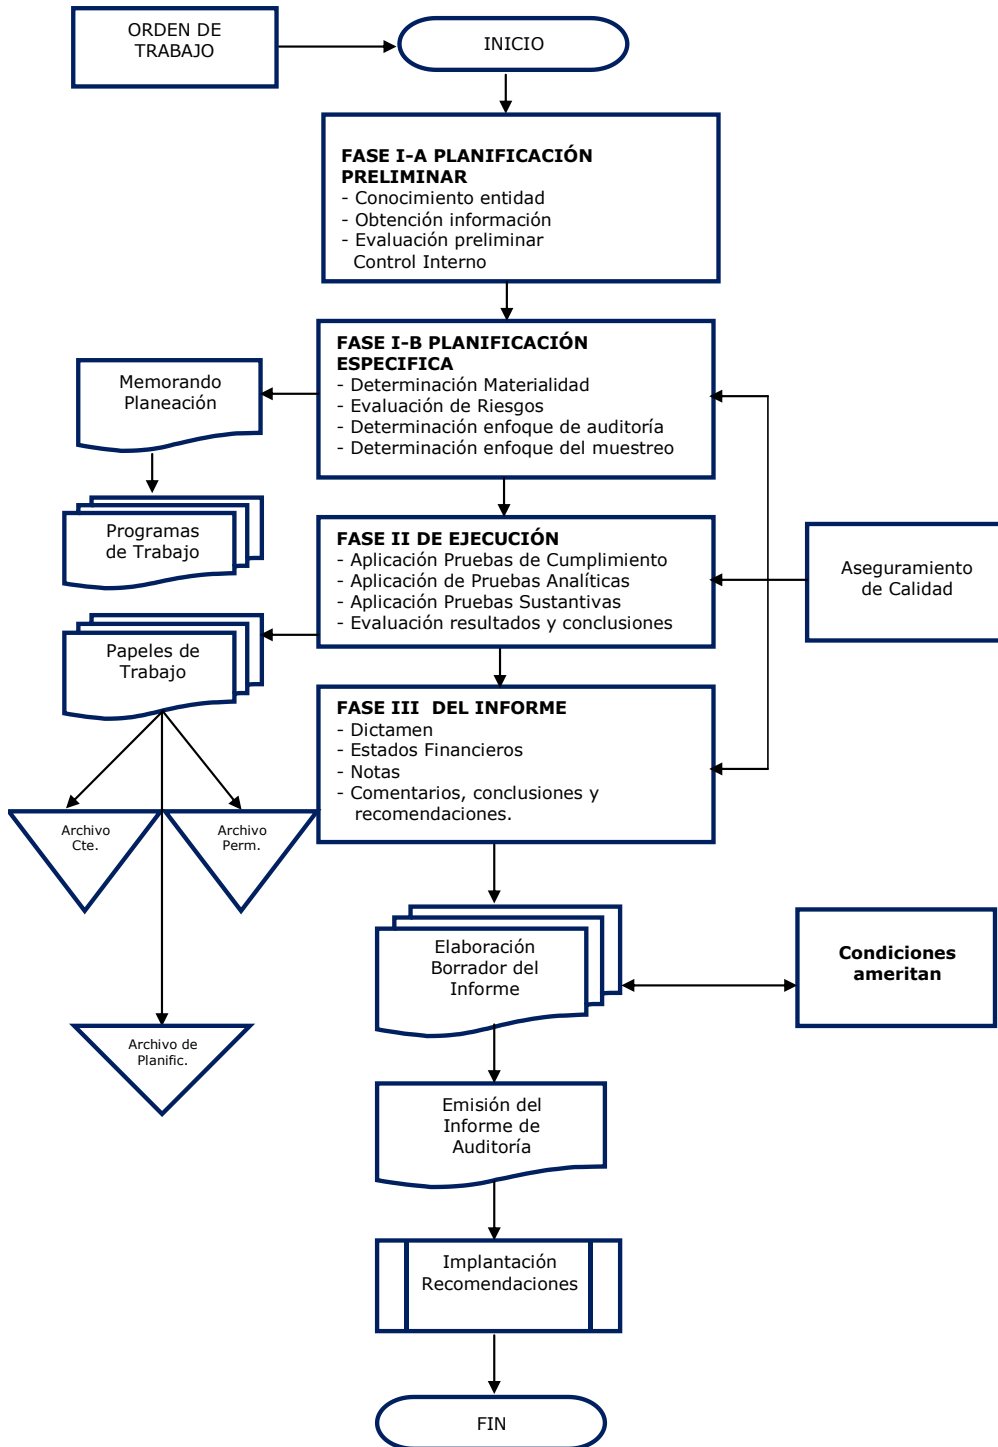 ORDEN DE
TRABAJO
INICIO
FASE I-A PLANIFICACIÓN
PRELIMINAR
- Conocimiento entidad
- Obtención información
- Evaluación preliminar
Control Interno
FASE I-B PLANIFICACIÓN
ESPECIFICA
- Determinación Materialidad
- Evaluación de Riesgos
- Determinación enfoque de auditoría
- Determinación enfoque del muestreo
Memorando
Planeación
Programas
de Trabajo
FASE II DE EJECUCIÓN
- Aplicación Pruebas de Cumplimiento
- Aplicación de Pruebas Analíticas
- Aplicación Pruebas Sustantivas
- Evaluación resultados y conclusiones
Aseguramiento
de Calidad
Papeles de
Trabajo
FASE III  DEL INFORME
- Dictamen
- Estados Financieros
- Notas
- Comentarios, conclusiones y
recomendaciones.
Archivo
Cte.
Archivo
Perm.
Archivo de
Planific.
Elaboración
Borrador del
Informe
Condiciones
ameritan
Emisión del
Informe de
Auditoría
Implantación
Recomendaciones
FIN